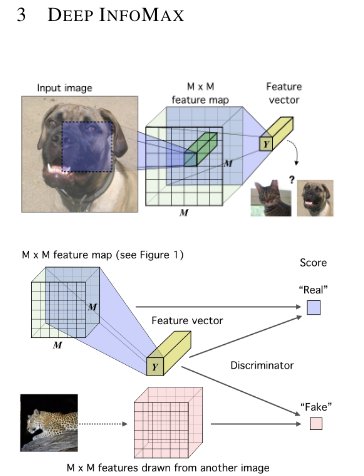 3 DEEP INFOMAX
Input image
M x M
feature map
Feature
vector
M
M
Y
?
M x M feature map (see Figure 1)
Score
"Real"
M
M
Feature vector
Y
Discriminator
"Fake"
M x M features drawn from another image